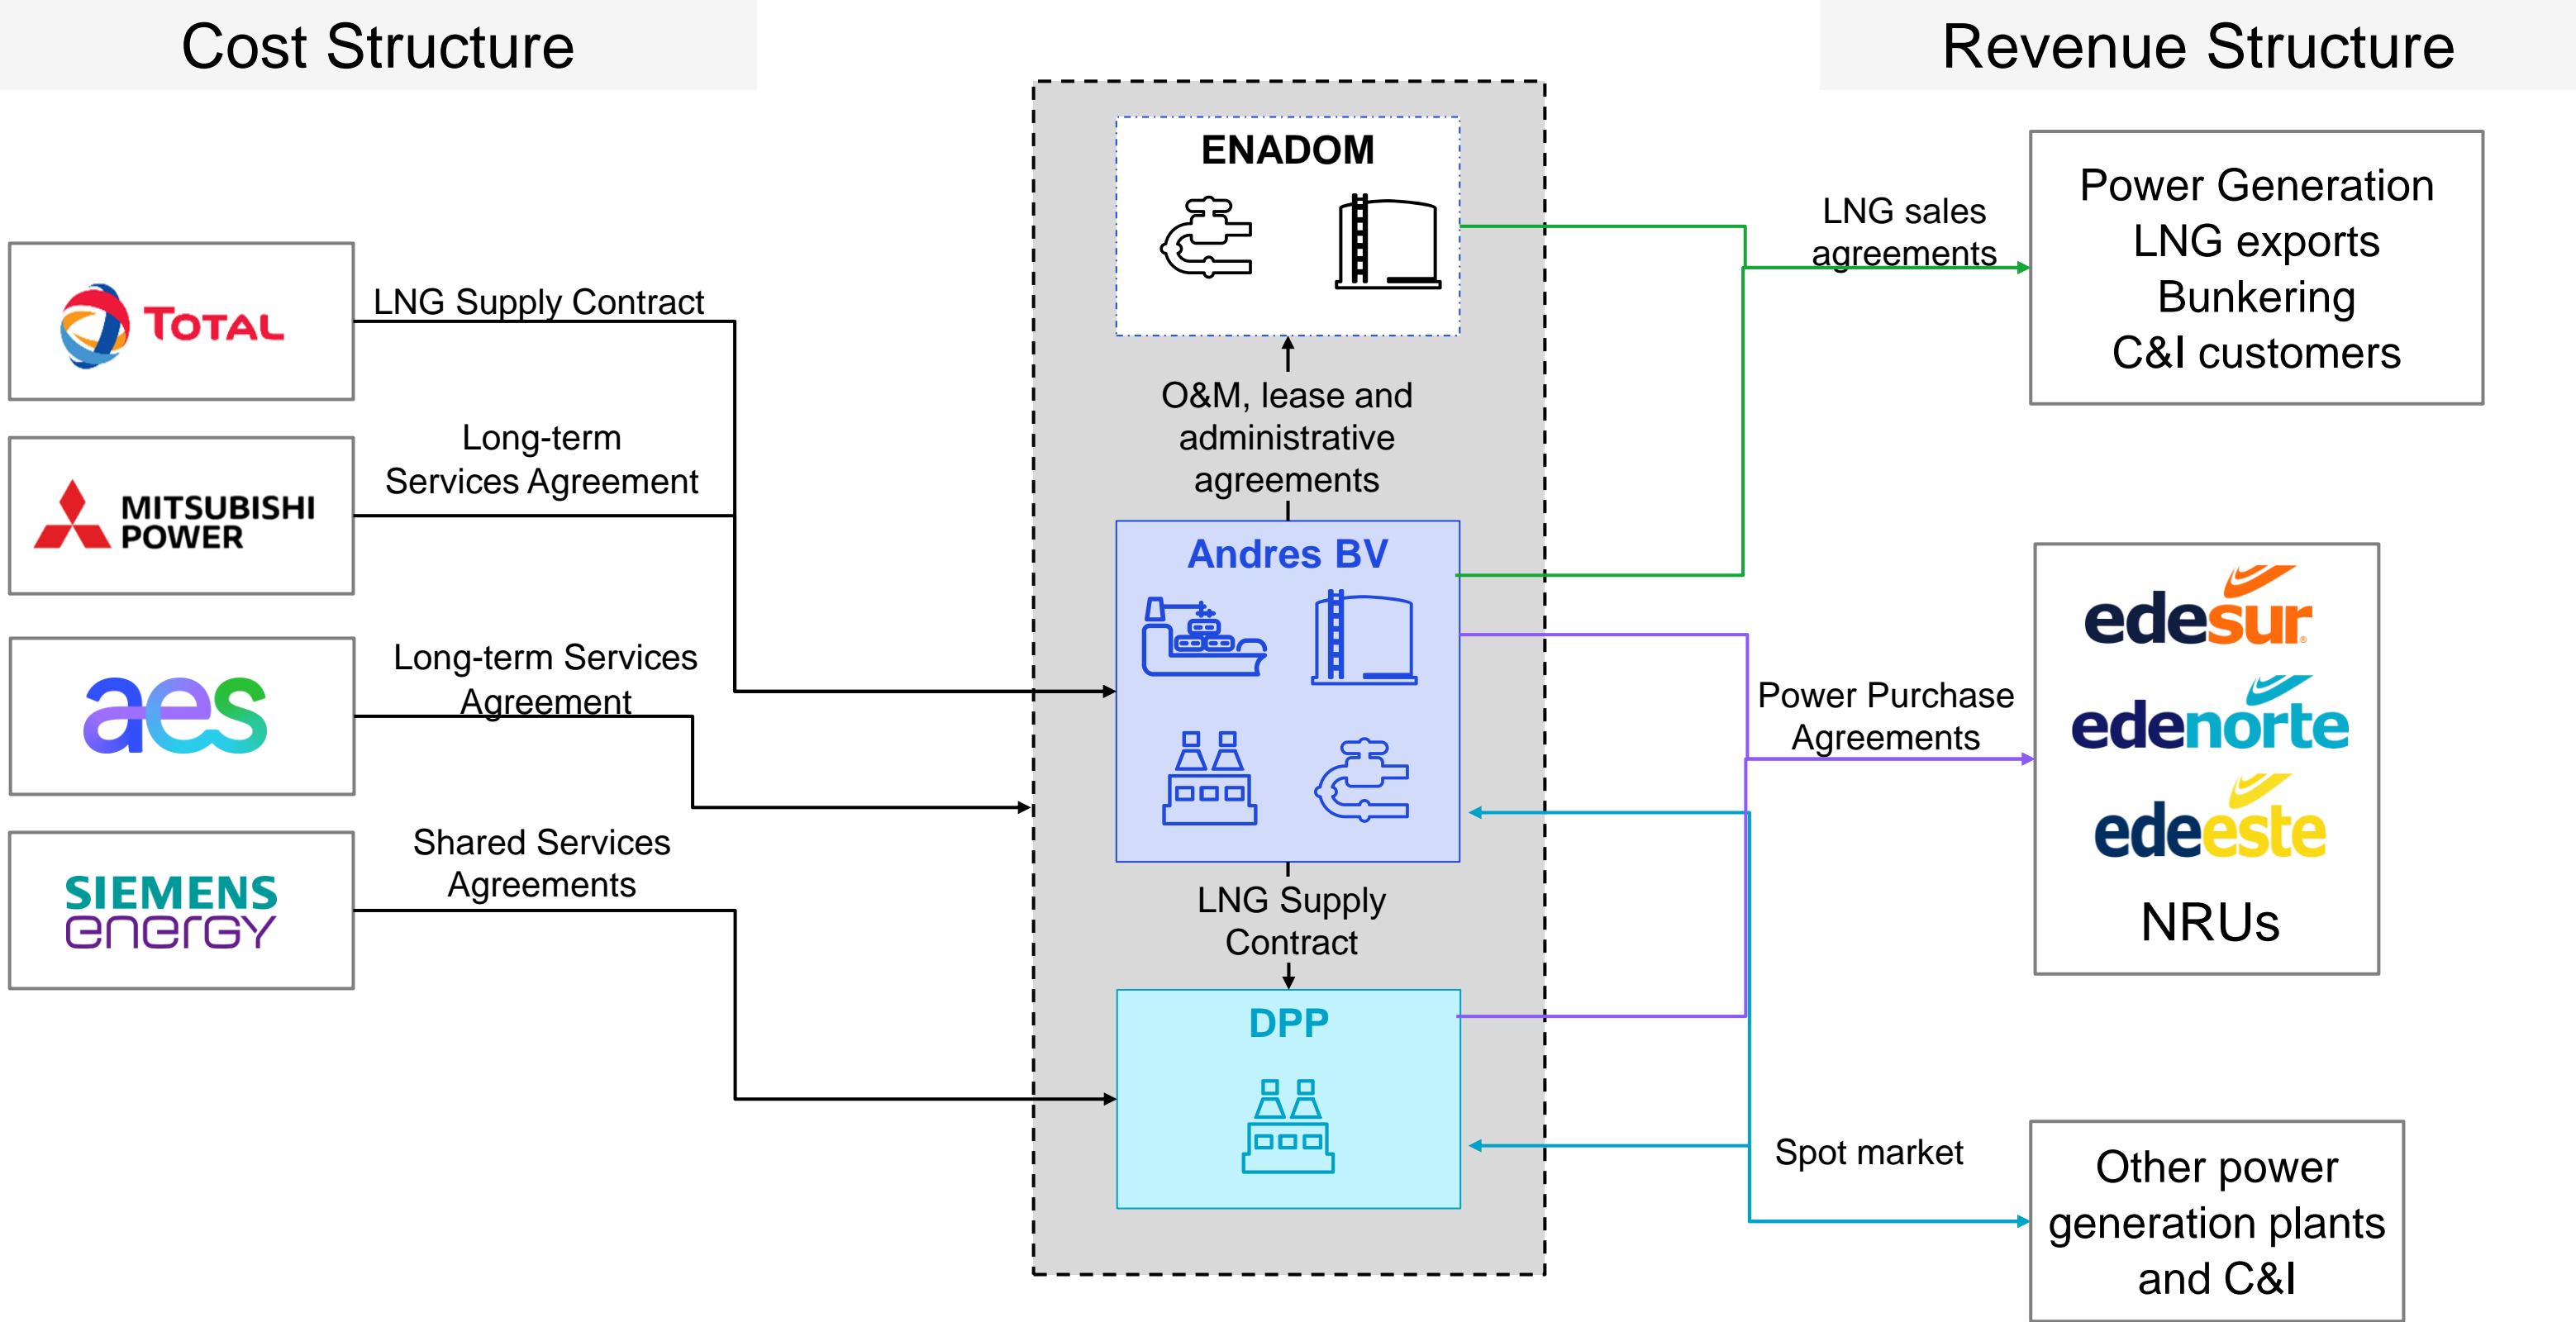 Cost Structure
Revenue Structure
TOTAL
LNG Supply Contract
MITSUBISHI
POWER
Long-term
Services Agreement
aes
Long-term Services
Agreement
SIEMENS
energy
Shared Services
Agreements
ENADOM
O&M, lease and
administrative
agreements
Andres BV
LNG Supply
Contract
DPP
LNG sales
agreements
Power Generation
LNG exports
Bunkering
C&I customers
Power Purchase
Agreements
edesur®
edenorte
edeeste
NRUs
Spot market
Other power
generation plants
and C&I